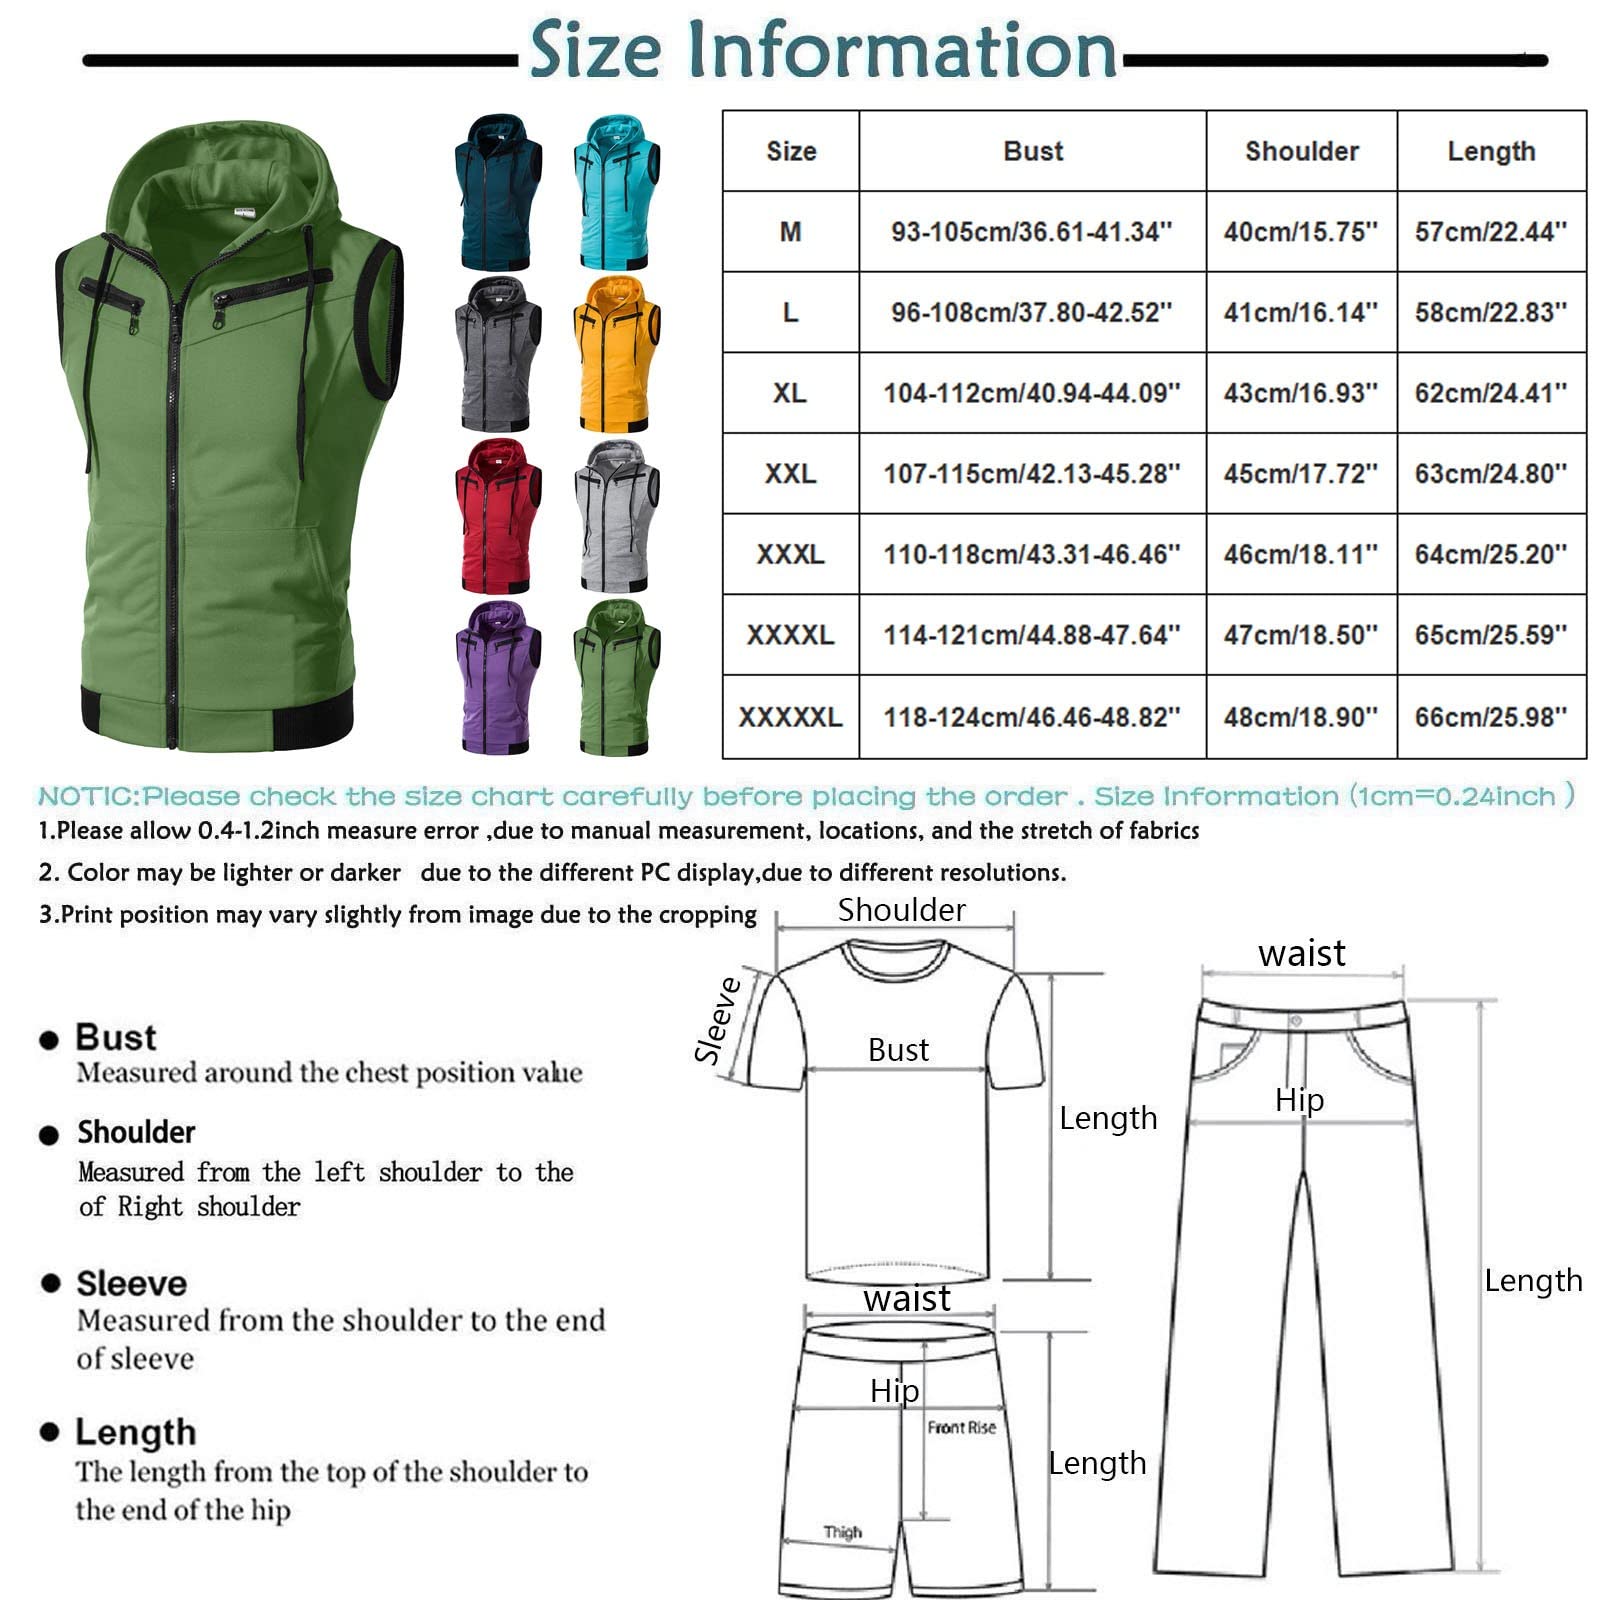 Size Information
Size Bust Shoulder Length
M 93-105cm/36.61-41.34" 40cm/15.75" 57cm/22.44"
L 96-108cm/37.80-42.52" 41cm/16.14" 58cm/22.83"
XL 104-112cm/40.94-44.09" 43cm/16.93" 62cm/24.41"
XXL 107-115cm/42.13-45.28" 45cm/17.72" 63cm/24.80"
XXXL 110-118cm/43.31-46.46" 46cm/18.11" 64cm/25.20"
XXXXL 114-121cm/44.88-47.64" 47cm/18.50" 65cm/25.59"
XXXXXL 118-124cm/46.46-48.82" 48cm/18.90" 66cm/25.98"
NOTIC:Please check the size chart carefully before placing the order . Size Information (1cm=0.24inch )
1.Please allow 0.4-1.2inch measure error ,due to manual measurement, locations, and the stretch of fabrics
2. Color may be lighter or darker due to the different PC display,due to different resolutions.
3.Print position may vary slightly from image due to the cropping
Bust
Measured around the chest position value
Shoulder
Measured from the left shoulder to the
of Right shoulder
Sleeve
Measured from the shoulder to the end
of sleeve
Length
The length from the top of the shoulder to
the end of the hip
Shoulder
Sleeve
Bust
Length
waist
Hip
Front Rise
Length
Thigh
waist
Hip
Length